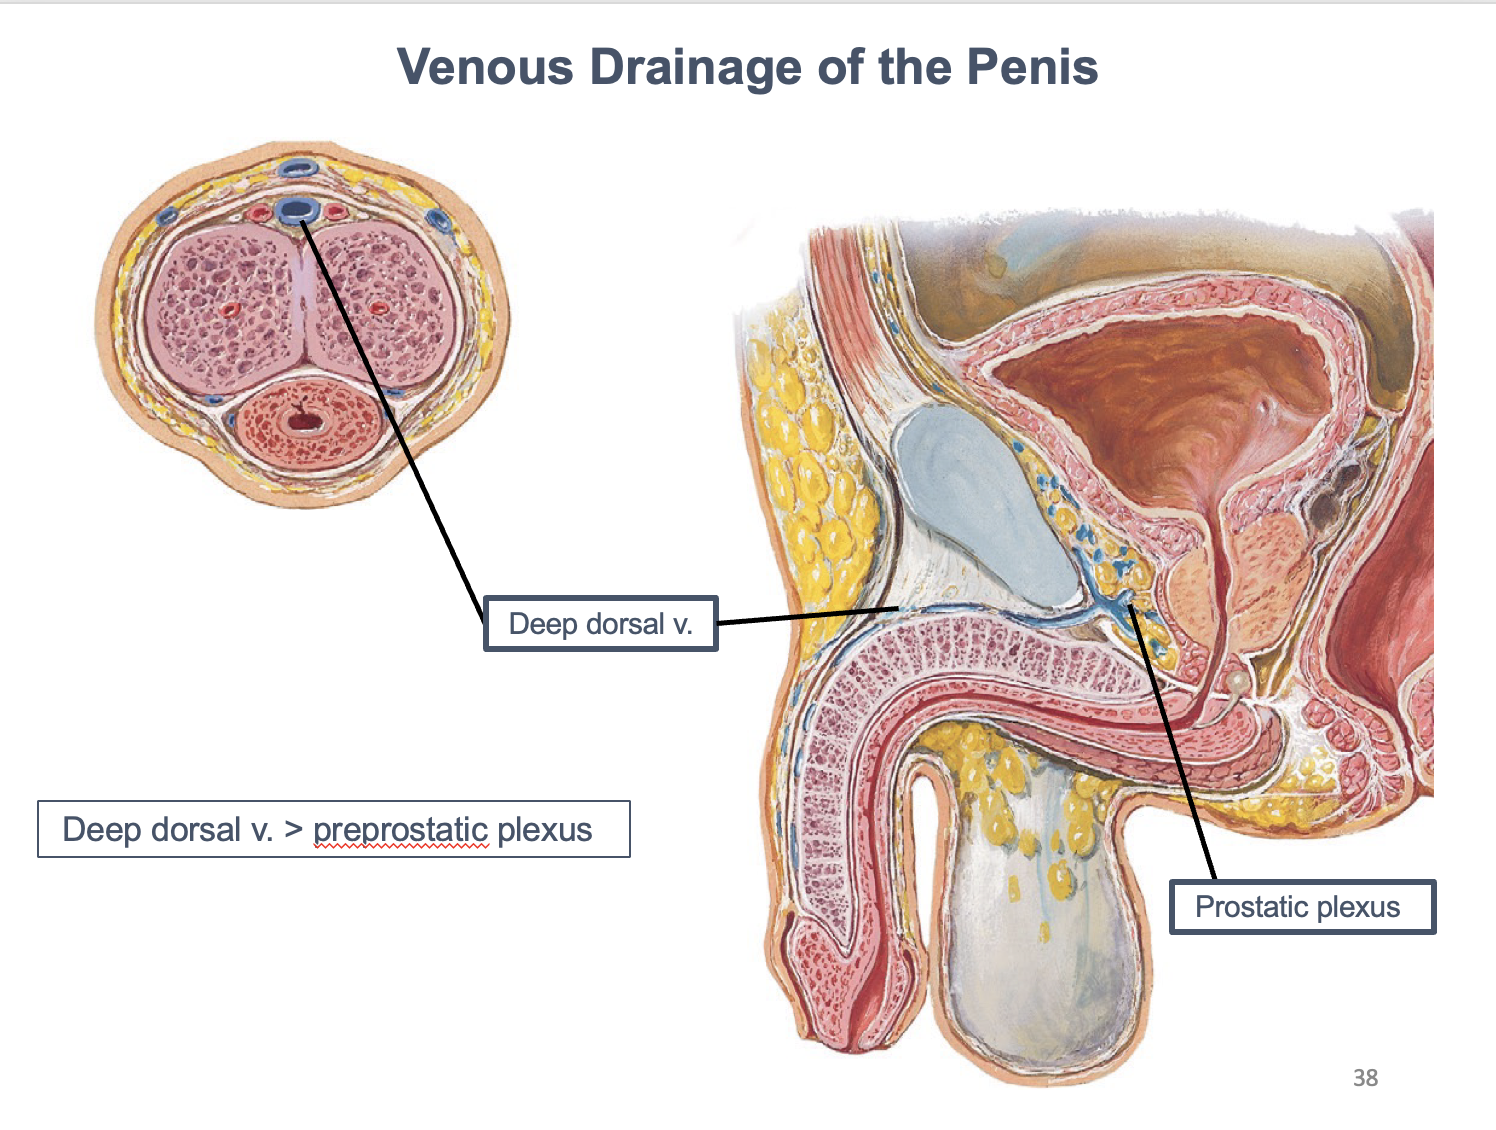 Venous Drainage of the Penis
Deep dorsal v.
Deep dorsal v. > preprostatic plexus
Prostatic plexus
38